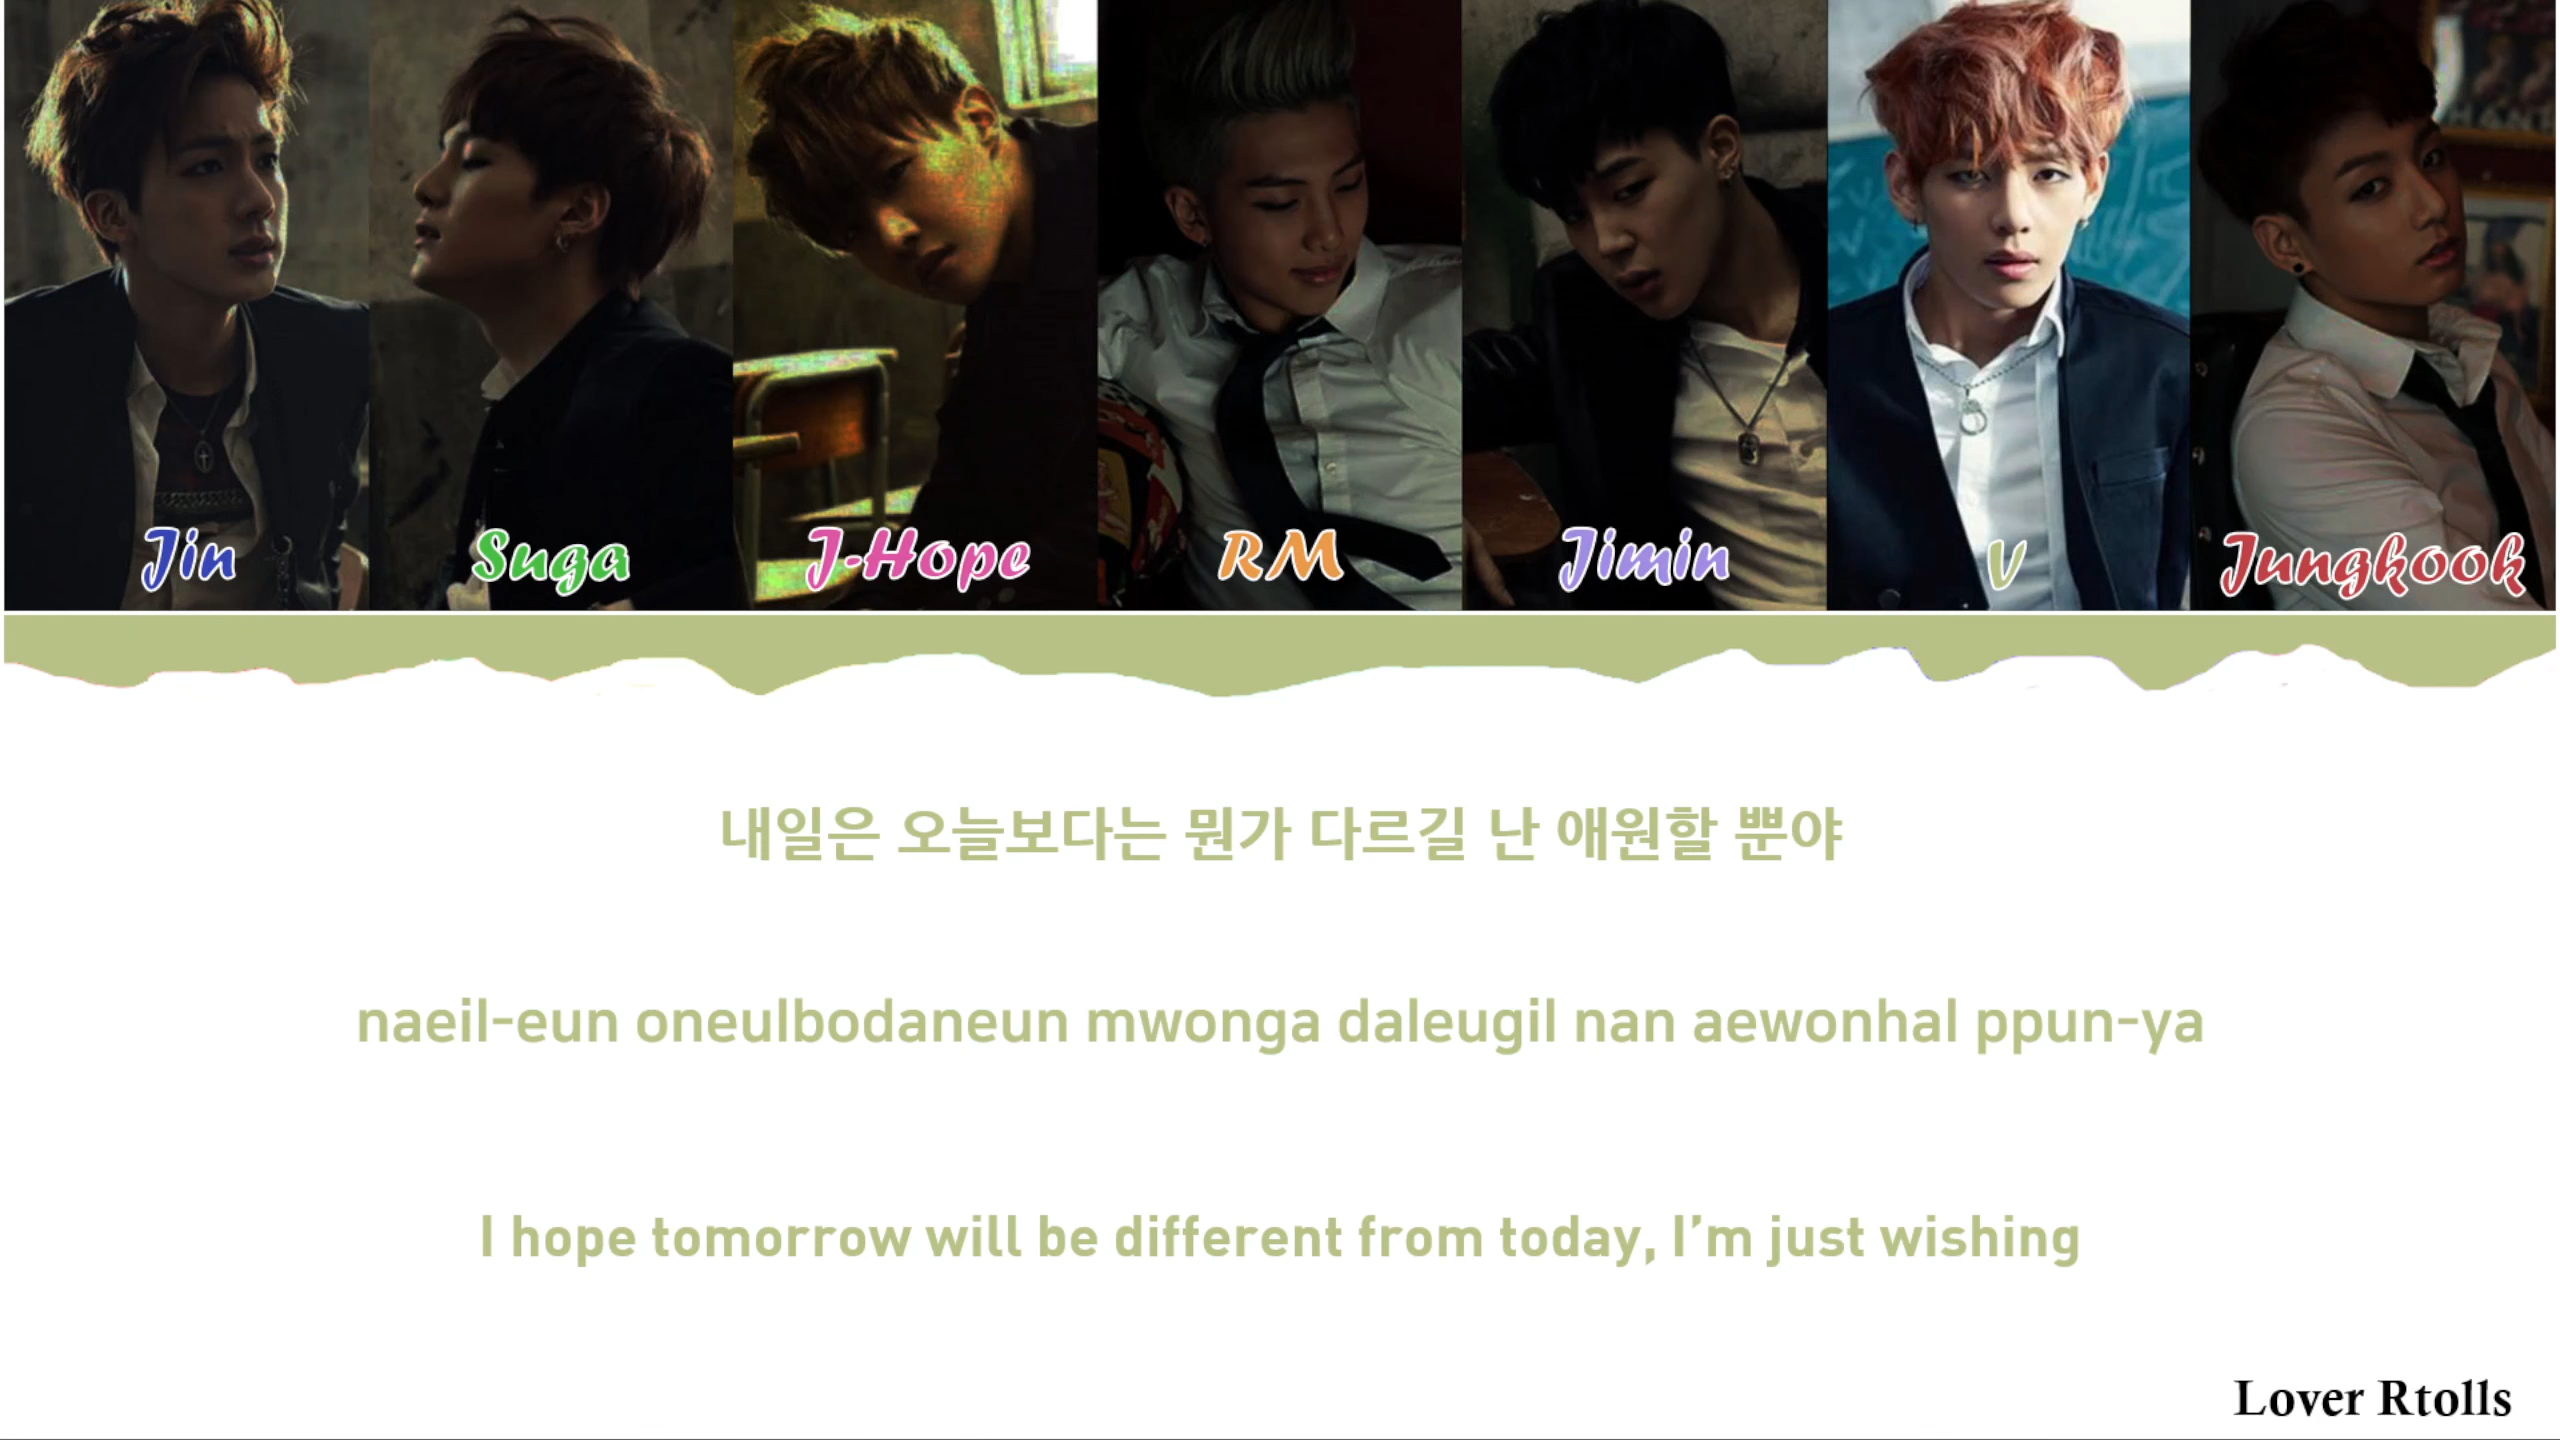 Jin
Suga
J-Hope
RM
Jimin
V
Jungkook
내일은 오늘보다는 뭔가 다르길 난 애원할 뿐야
naeil-eun oneulbodaneun mwonga daleugil nan aewonhal ppun-ya
I hope tomorrow will be different from today, I'm just wishing
Lover Rtolls